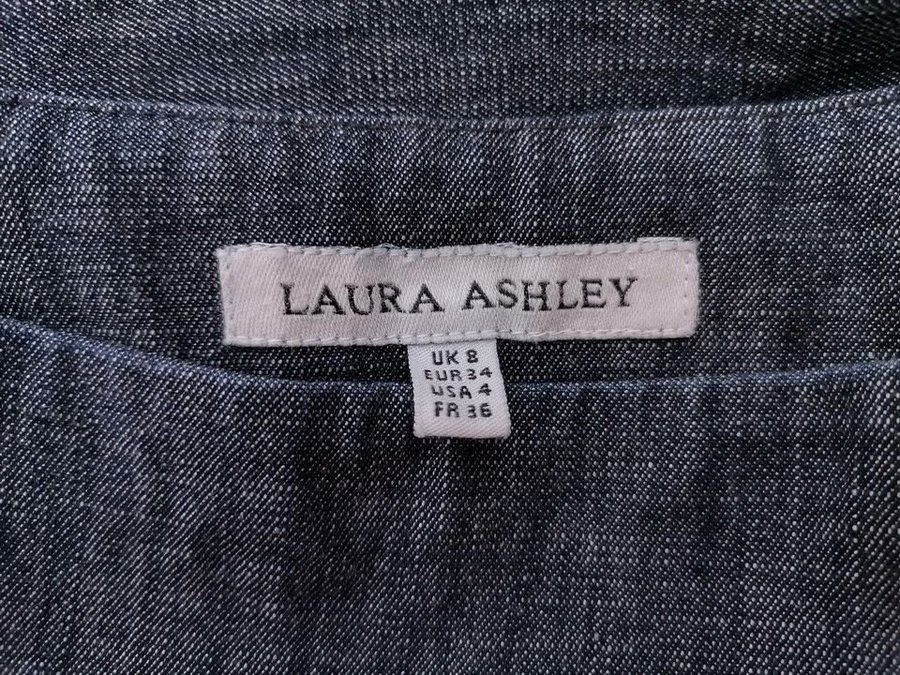 LAURA ASHLEY
UK 8
EUR 34
USA 4
FR 36